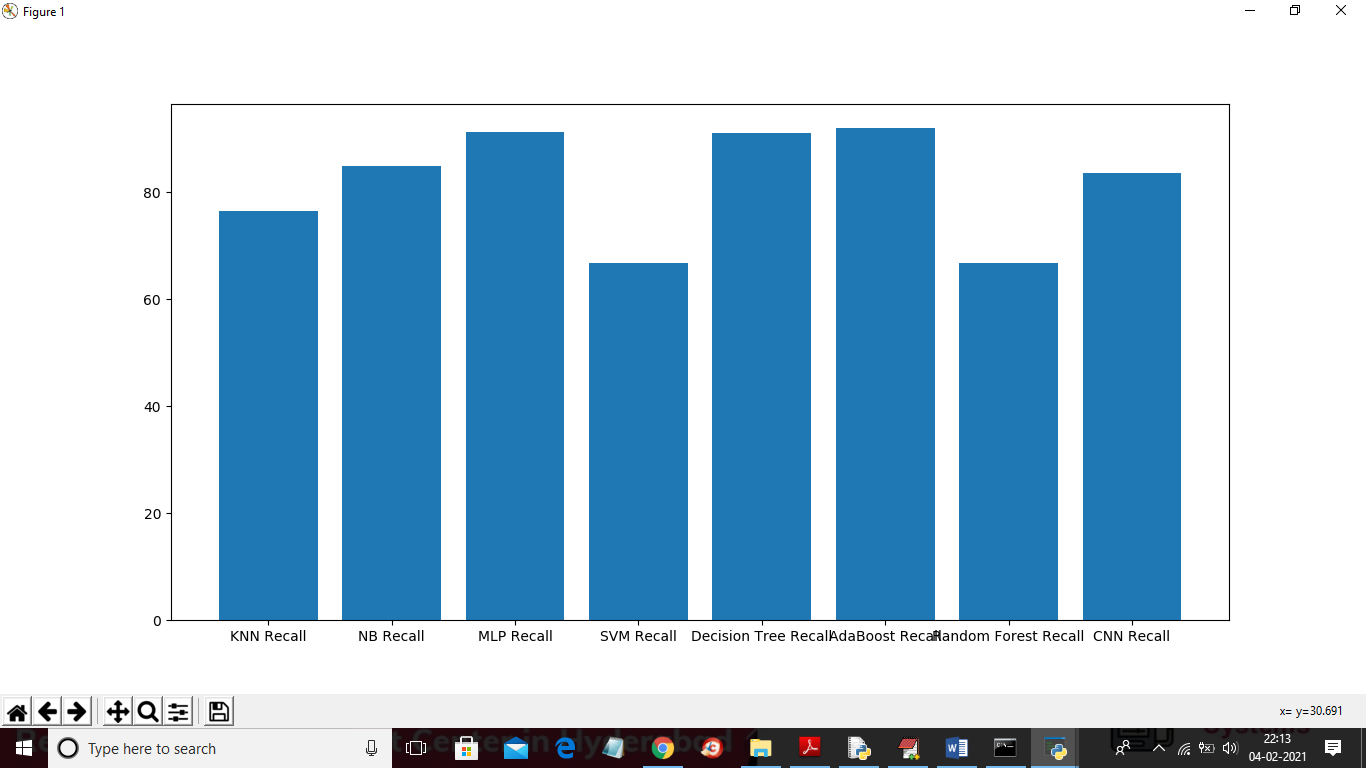 Figure 1
80
60
40
20
0
KNN Recall NB Recall MLP Recall SVM Recall Decision Tree Recall AdaBoost Recall Random Forest Recall CNN Recall
x= y=30.691
Type here to search
22:13
04-02-2021